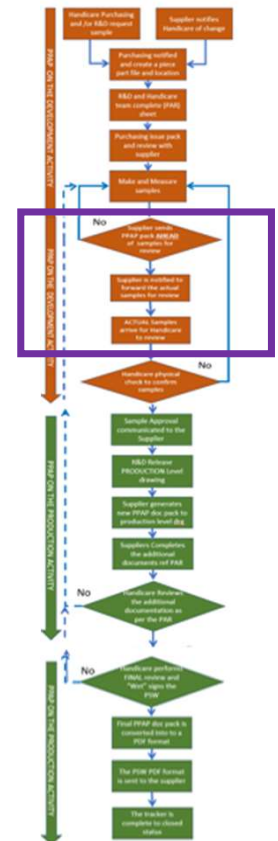 Handicare Purchasing
and /or R&D request
sample
Supplier notifies
Handicare of change
Purchasing notified
and create a piece
part file and location
R&D and Handicare
team complete (PAR)
sheet
Purchasing issue pack
and review with
supplier
Make and Measure
samples
No
Supplier sends
PPAP pack AHEAD
of samples for
review
Supplier is notified to
forward the actual
samples for review
ACTUAL Samples
arrive for Handicare
to review
No
Handicare physical
check to confirm
samples
Sample Approval
communicated to the
Supplier
R&D Release
PRODUCTION Level
drawing
Supplier generates
new PPAP doc pack to
production level dsg
Suppliers Completes
the additional
documents ref PAR
No
Handicare Reviews
the additional
documentation as
per the PAR
No
Handicare performs
FINAL review and
"Wet" signs the
PSW
Final PPAP doc pack is
converted into to a
PDF format
The PSW PDF format
is sent to the supplier
The tracker is
complete to closed
status
PPAP ON THE DEVELOPMENT ACTIVITY
PPAP ON THE DEVELOPMENT ACTIVITY
PPAP ON THE PRODUCTION ACTIVITY
PPAP ON THE PRODUCTION ACTIVITY